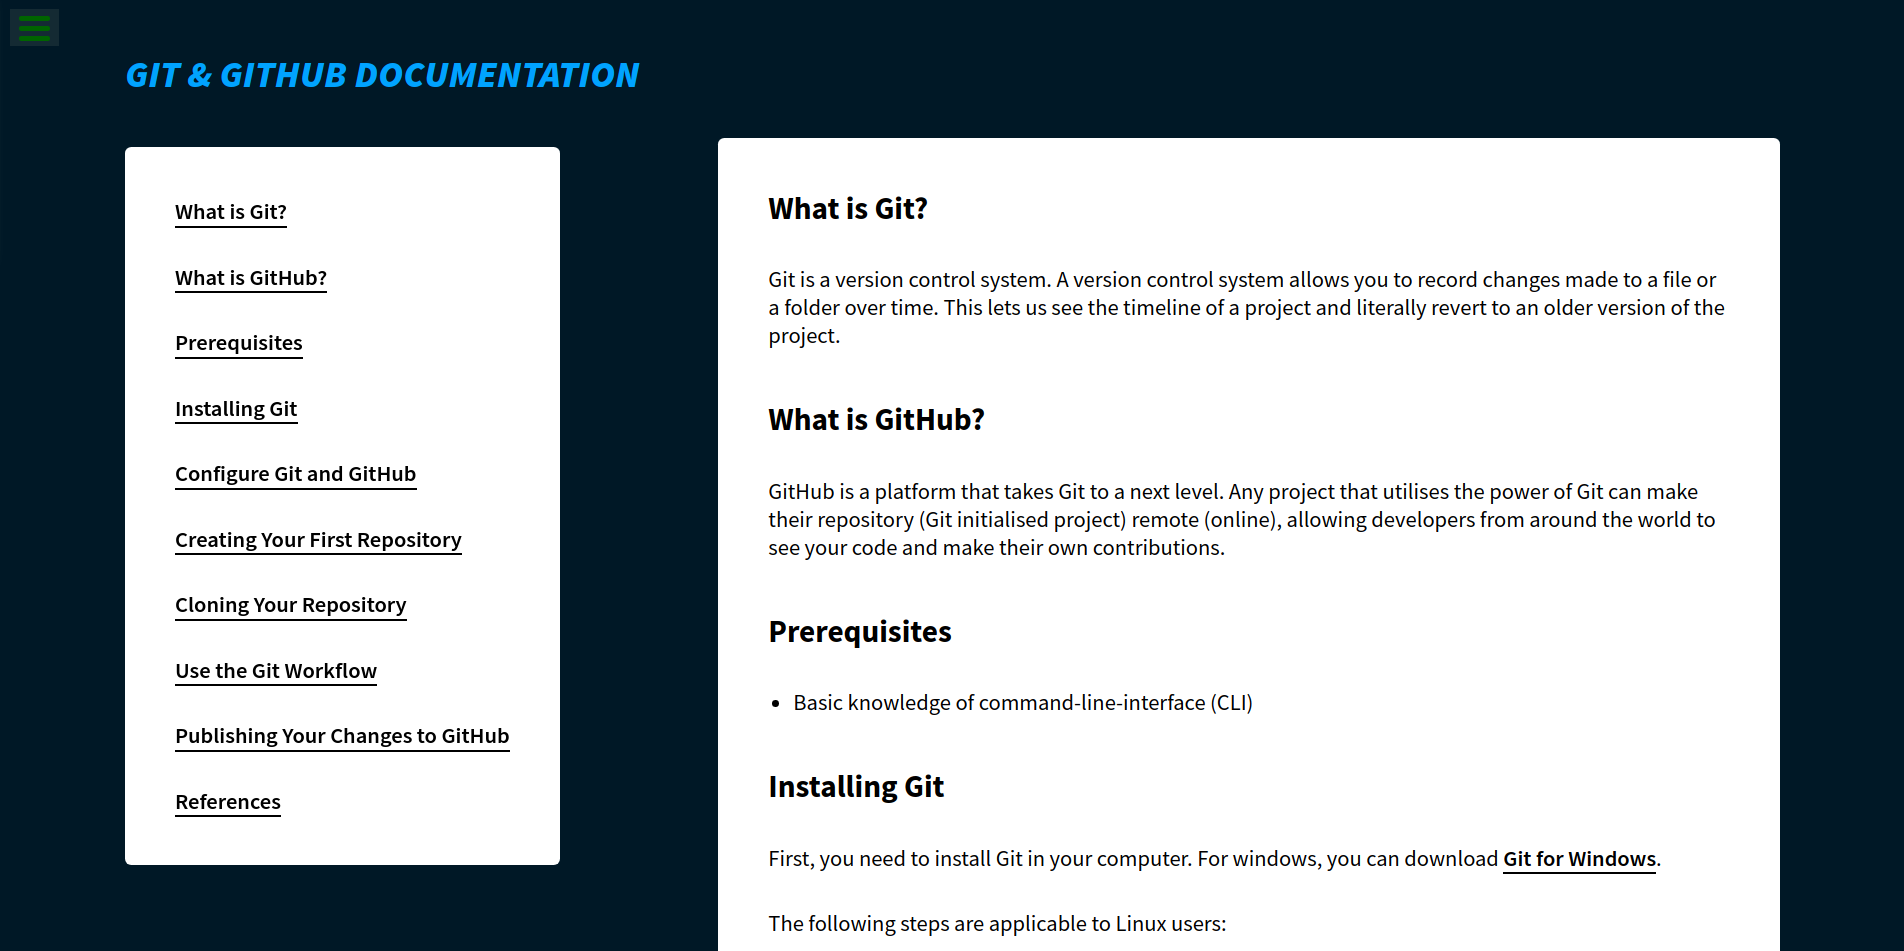 GIT & GITHUB DOCUMENTATION
What is Git?
What is GitHub?
Prerequisites
Installing Git
Configure Git and GitHub
Creating Your First Repository
Cloning Your Repository
Use the Git Workflow
Publishing Your Changes to GitHub
References
What is Git?
Git is a version control system. A version control system allows you to record changes made to a file or
a folder over time. This lets us see the timeline of a project and literally revert to an older version of the
project.
What is GitHub?
GitHub is a platform that takes Git to a next level. Any project that utilises the power of Git can make
their repository (Git initialised project) remote (online), allowing developers from around the world to
see your code and make their own contributions.
Prerequisites
• Basic knowledge of command-line-interface (CLI)
Installing Git
First, you need to install Git in your computer. For windows, you can download Git for Windows.
The following steps are applicable to Linux users: